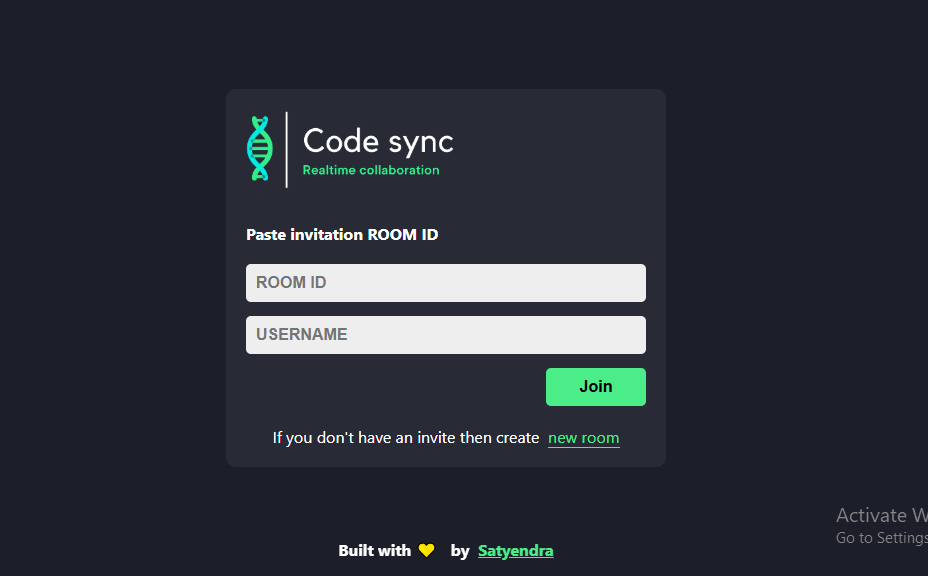 Code sync
Realtime collaboration
Paste invitation ROOM ID
ROOM ID
USERNAME
Join
If you don't have an invite then create new room
Activate W
Go to Settings
Built with 💛 by Satyendra